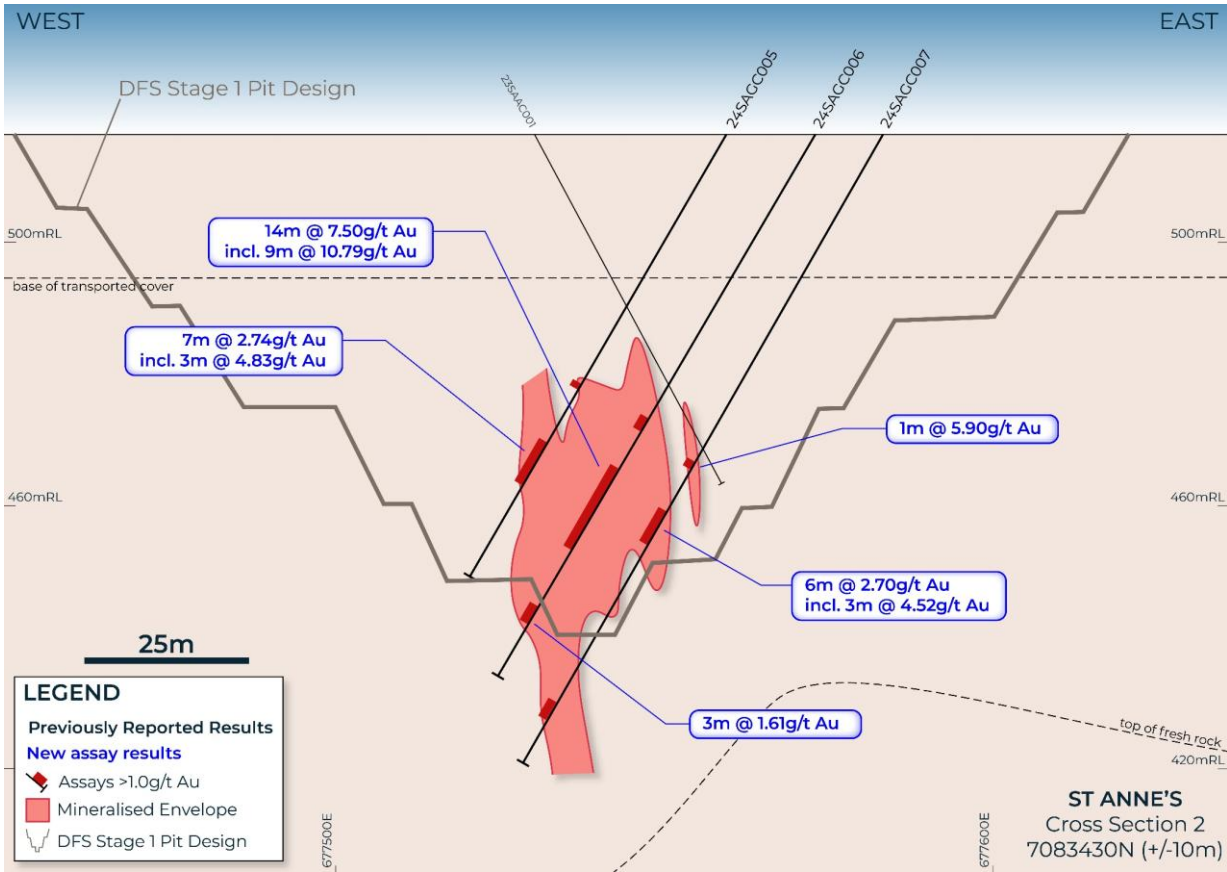 WEST
EAST
DFS Stage 1 Pit Design
23SAAC001
24SAGC005
24SAGC006
24SAGC007
14m @ 7.50g/t Au
incl. 9m @ 10.79g/t Au
500mRL
500mRL
base of transported cover
7m @ 2.74g/t Au
incl. 3m @ 4.83g/t Au
1m @ 5.90g/t Au
460mRL
460mRL
6m @ 2.70g/t Au
incl. 3m @ 4.52g/t Au
25m
3m @ 1.61g/t Au
top of fresh rock
420mRL
LEGEND
Previously Reported Results
New assay results
Assays >1.0g/t Au
Mineralised Envelope
DFS Stage 1 Pit Design
677500E
677600E
ST ANNE'S
Cross Section 2
7083430N (+/-10m)